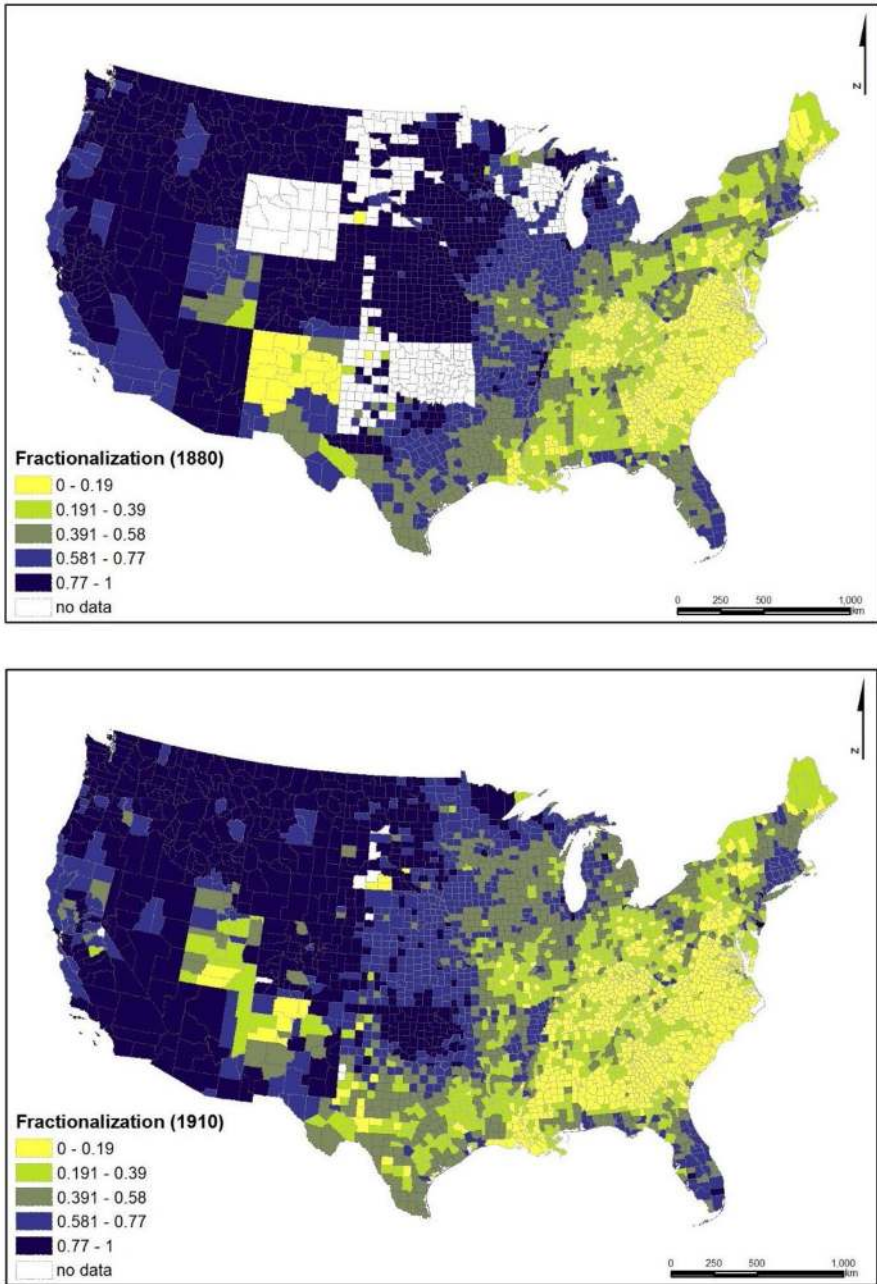 N
Fractionalization (1880)
0 - 0.19
0.191 - 0.39
0.391 - 0.58
0.581 - 0.77
0.77 - 1
no data
0 250 500 1,000
km
N
Fractionalization (1910)
0 - 0.19
0.191 - 0.39
0.391 - 0.58
0.581 - 0.77
0.77 - 1
no data
0 250 500 1,000
km